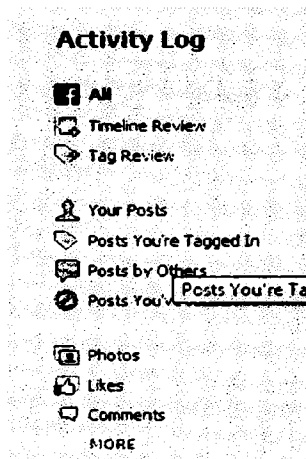 Activity Log
All
Timeline Review
Tag Review
Your Posts
Posts You're Tagged In
Posts by Others
Posts You'v
Posts You're Ta
Photos
Likes
Comments
MORE